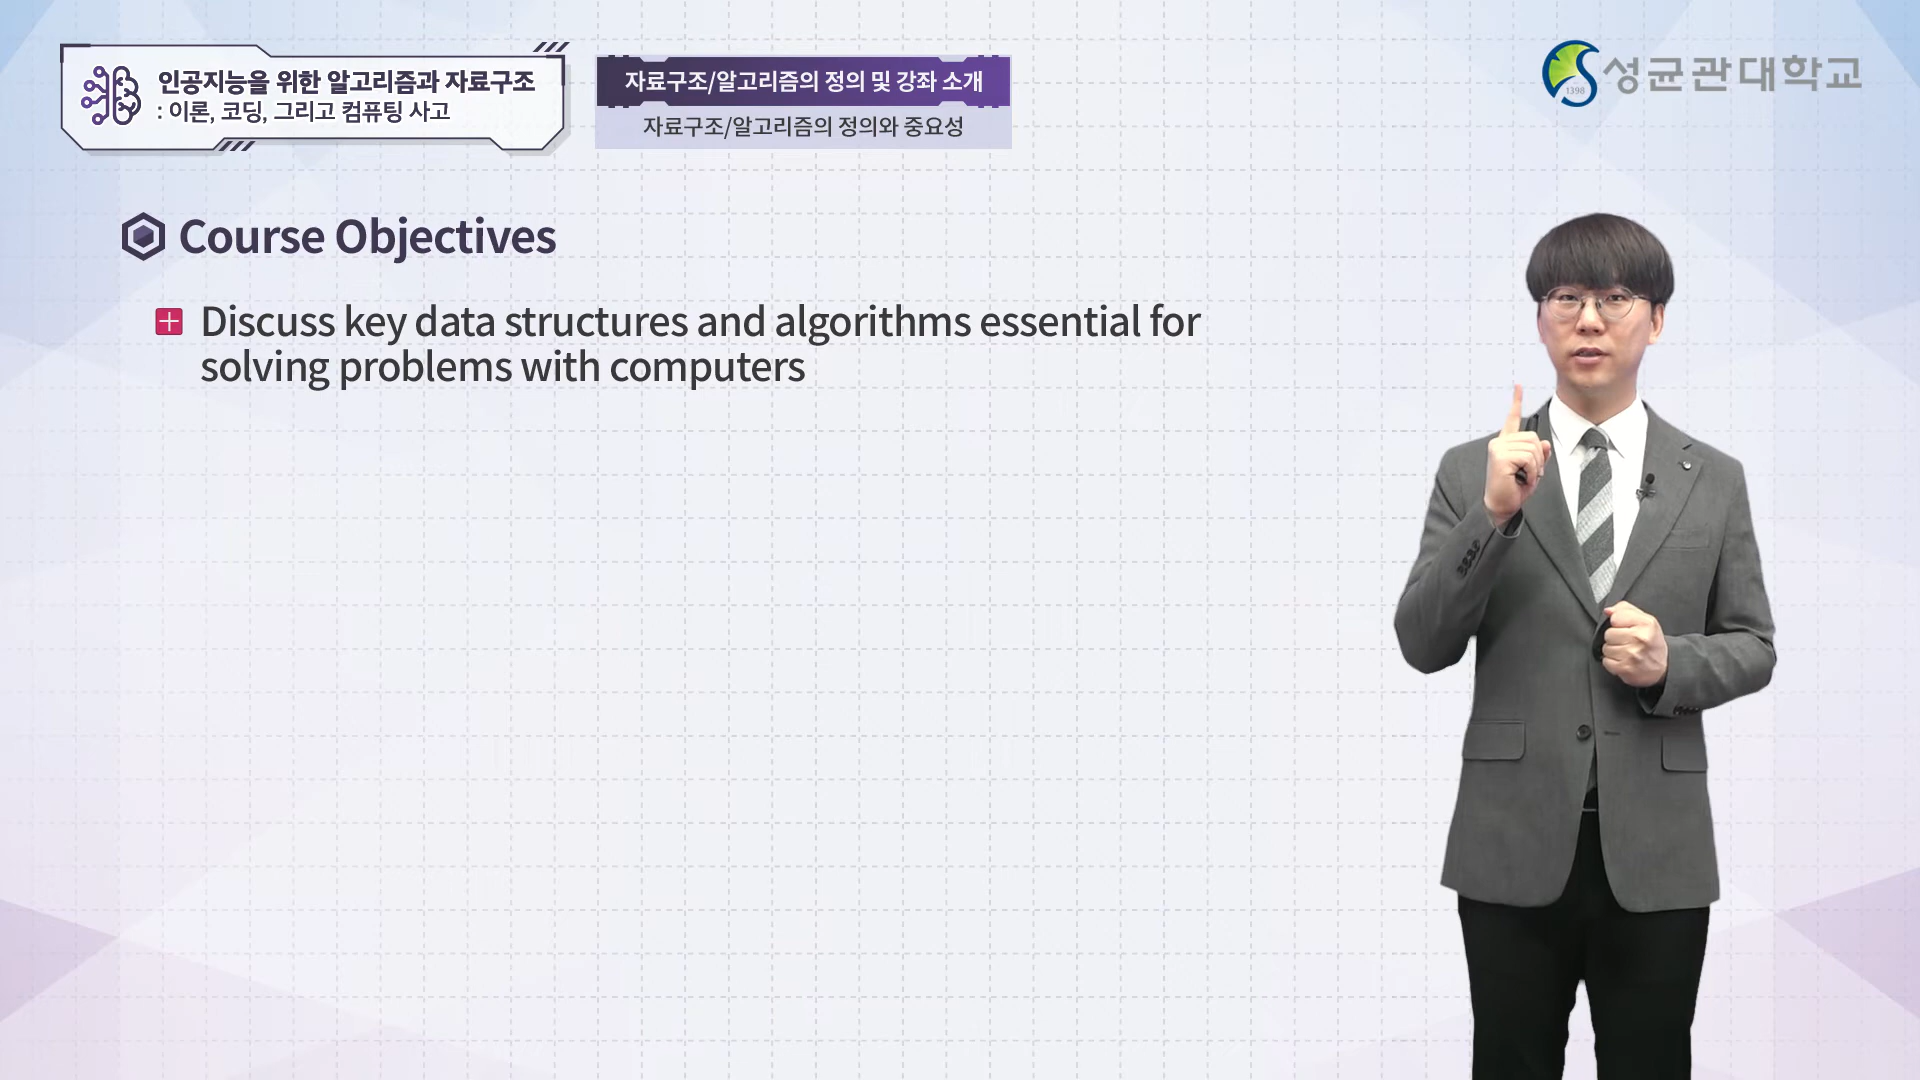 인공지능을 위한 알고리즘과 자료구조
: 이론, 코딩, 그리고 컴퓨팅 사고
자료구조/알고리즘의 정의 및 강좌 소개
자료구조/알고리즘의 정의와 중요성
1398
성균관대학교
Course Objectives
Discuss key data structures and algorithms essential for
solving problems with computers